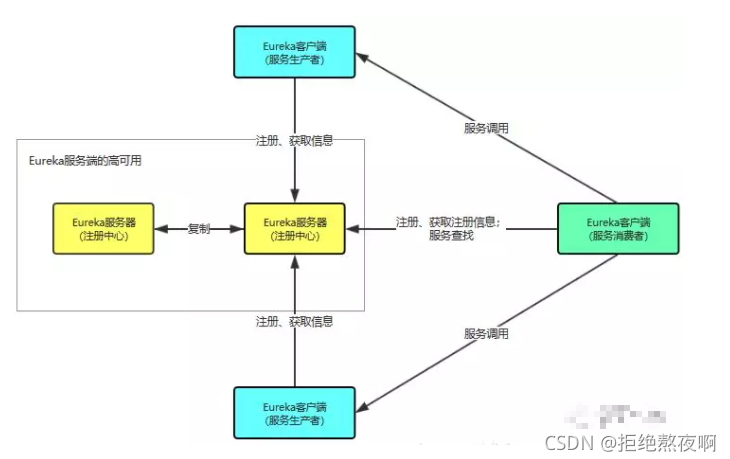 Eureka客户端
(服务生产者)
服务调用
注册、获取信息
Eureka服务端的高可用
Eureka服务器
(注册中心)
复制
Eureka服务器
(注册中心)
注册、获取注册信息;
服务查找
Eureka客户端
(服务消费者)
注册、获取信息
服务调用
Eureka客户端
(服务生产者)
CSDN @拒绝熬夜啊